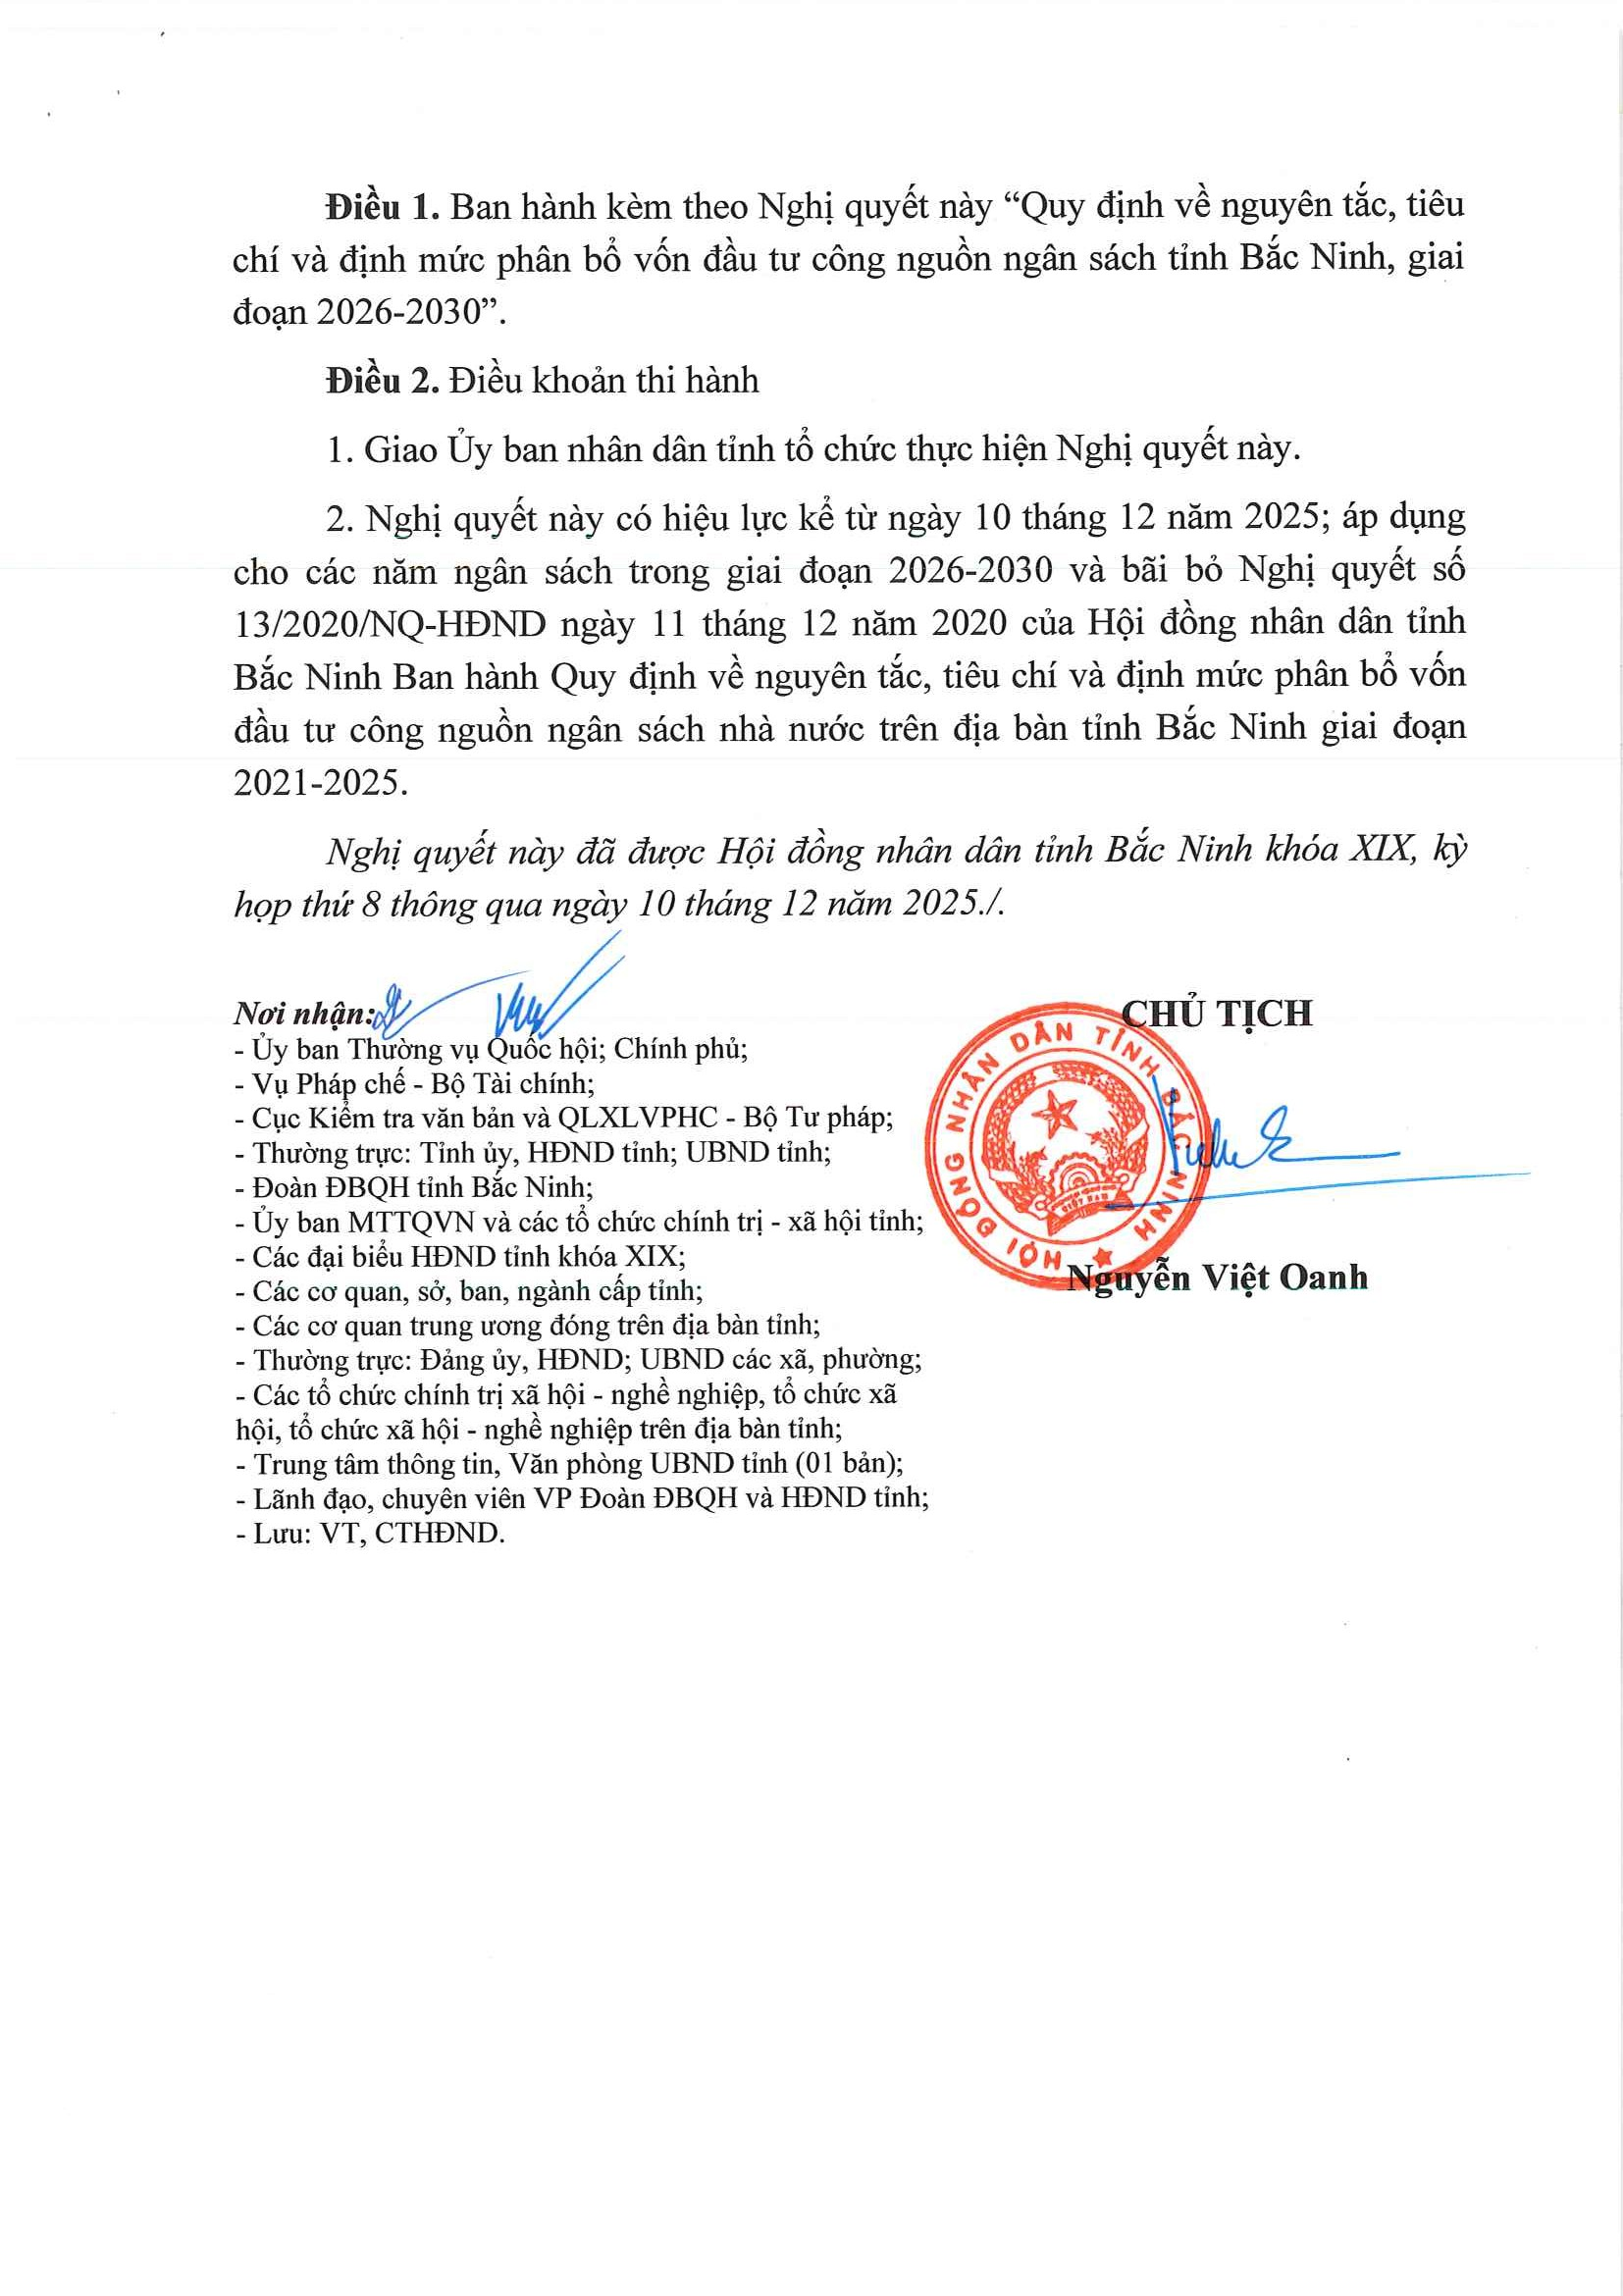 Điều 1. Ban hành kèm theo Nghị quyết này “Quy định về nguyên tắc, tiêu
chí và định mức phân bổ vốn đầu tư công nguồn ngân sách tỉnh Bắc Ninh, giai
đoạn 2026-2030”.
Điều 2. Điều khoản thi hành
1. Giao Ủy ban nhân dân tỉnh tổ chức thực hiện Nghị quyết này.
2. Nghị quyết này có hiệu lực kể từ ngày 10 tháng 12 năm 2025; áp dụng
cho các năm ngân sách trong giai đoạn 2026-2030 và bãi bỏ Nghị quyết số
13/2020/NQ-HĐND ngày 11 tháng 12 năm 2020 của Hội đồng nhân dân tỉnh
Bắc Ninh Ban hành Quy định về nguyên tắc, tiêu chí và định mức phân bổ vốn
đầu tư công nguồn ngân sách nhà nước trên địa bàn tỉnh Bắc Ninh giai đoạn
2021-2025.
Nghị quyết này đã được Hội đồng nhân dân tỉnh Bắc Ninh khóa XIX, kỳ
họp thứ 8 thông qua ngày 10 tháng 12 năm 2025./.
Nơi nhận:
- Ủy ban Thường vụ Quốc hội; Chính phủ;
- Vụ Pháp chế - Bộ Tài chính;
- Cục Kiểm tra văn bản và QLXLVPHC - Bộ Tư pháp;
- Thường trực: Tỉnh ủy, HĐND tỉnh; UBND tỉnh;
- Đoàn ĐBQH tỉnh Bắc Ninh;
- Ủy ban MTTQVN và các tổ chức chính trị - xã hội tỉnh;
- Các đại biểu HĐND tỉnh khóa XIX;
- Các cơ quan, sở, ban, ngành cấp tỉnh;
- Các cơ quan trung ương đóng trên địa bàn tỉnh;
- Thường trực: Đảng ủy, HĐND; UBND các xã, phường;
- Các tổ chức chính trị xã hội - nghề nghiệp, tổ chức xã
hội, tổ chức xã hội - nghề nghiệp trên địa bàn tỉnh;
- Trung tâm thông tin, Văn phòng UBND tỉnh (01 bản);
- Lãnh đạo, chuyên viên VP Đoàn ĐBQH và HĐND tỉnh;
- Lưu: VT, CTHĐND.
CHỦ TỊCH
HỘI ĐỒNG NHÂN DÂN TỈNH BẮC NINH
VIỆT NAM
Nguyễn Việt Oanh